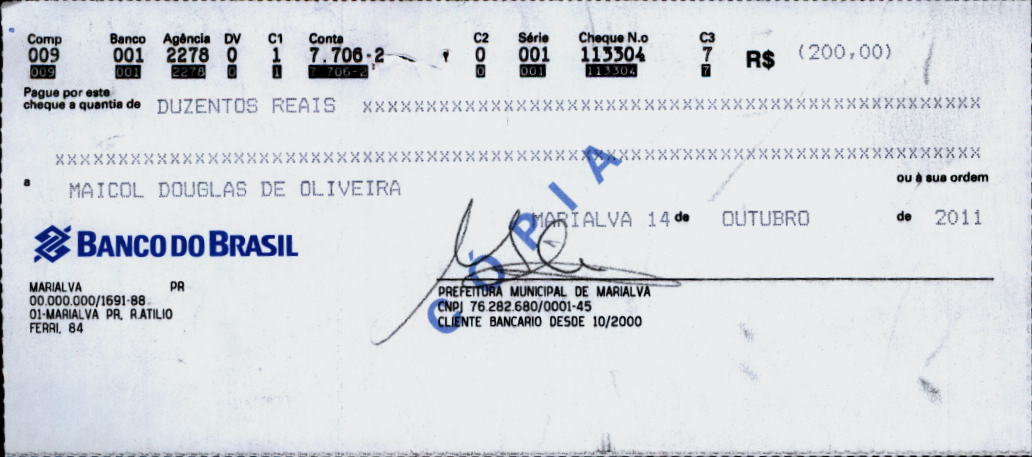 Comp Banco Agência DV C1 Conta C2 Série Cheque N.o C3
009 001 2278 0 1 7.706-2 0 001 113304 7 R$ (200,00)
009 001 2278 0 1 7 706-2 0 001 113304 7
Pague por este
cheque a quantia de DUZENTOS REAIS XXXXXXXXXXXXXXXXXXXXXXXXXXXXXXXXXXXXXXXXXXXXXXXXX
XXXXXXXXXXXXXXXXXXXXXXXXXXXXXXXXXXXXXXXXXXXXXXXXXXXXXXXXXXXXXXXXXXXXXXXXX
a MAICOL DOUGLAS DE OLIVEIRA ou à sua ordem
MARIALVA 14 de OUTUBRO de 2011
BANCO DO BRASIL
MARIALVA PR
00.000.000/1691-88
01-MARIALVA PR, R.ATILIO
FERRI, 84
PREFEITURA MUNICIPAL DE MARIALVA
CNPJ 76.282.680/0001-45
CLIENTE BANCARIO DESDE 10/2000
CÓPIA